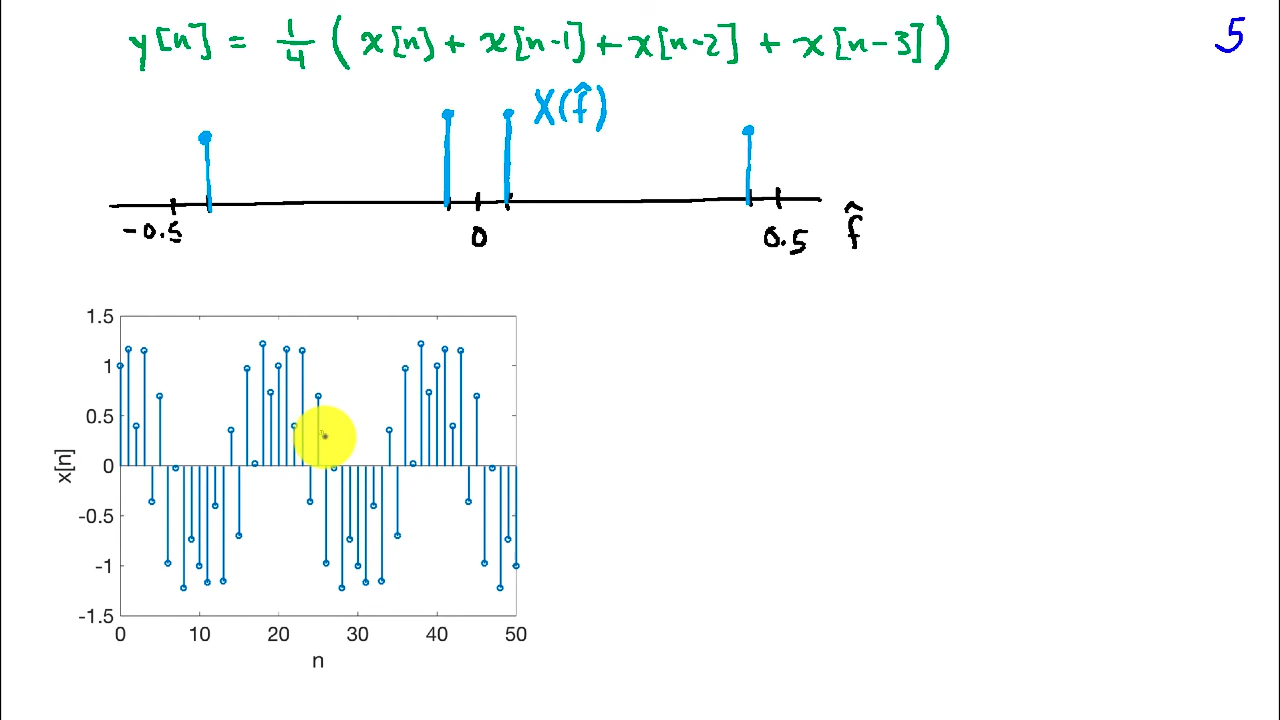 y[n] = 1/4 ( x[n] + x[n-1] + x[n-2] + x[n-3] ) 5
X(f̂)
-0.5 0 0.5 f̂
1.5
1
0.5
0
-0.5
-1
-1.5
x[n]
0 10 20 30 40 50
n